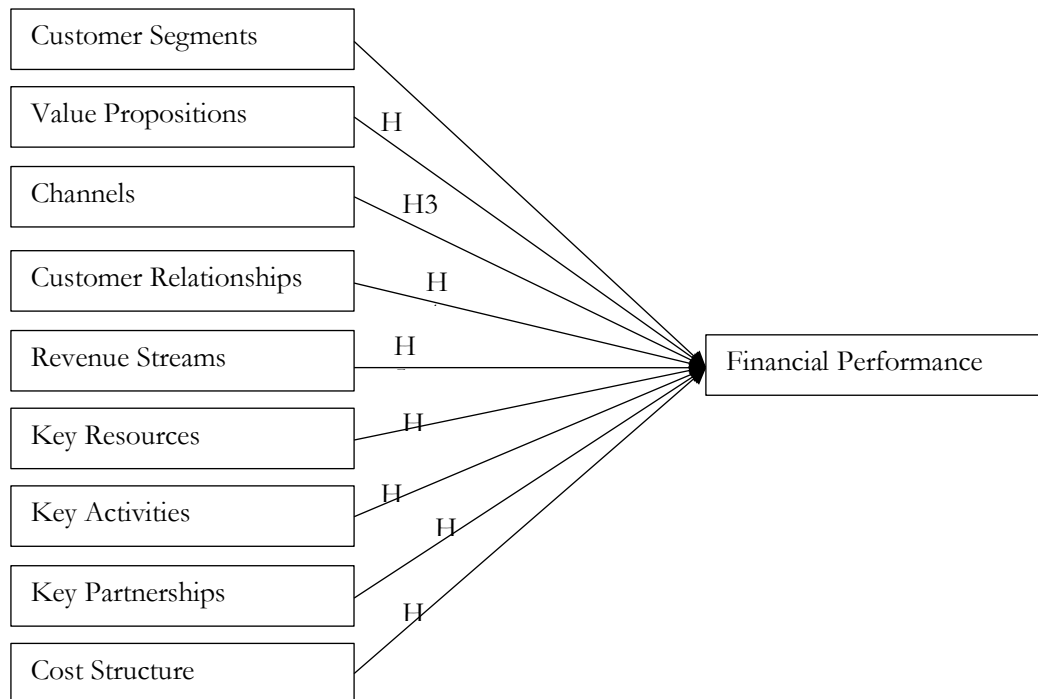 Customer Segments
Value Propositions
H
Channels
H3
Customer Relationships
H
Revenue Streams
H
Financial Performance
Key Resources
H
Key Activities
H
Key Partnerships
H
Cost Structure
H